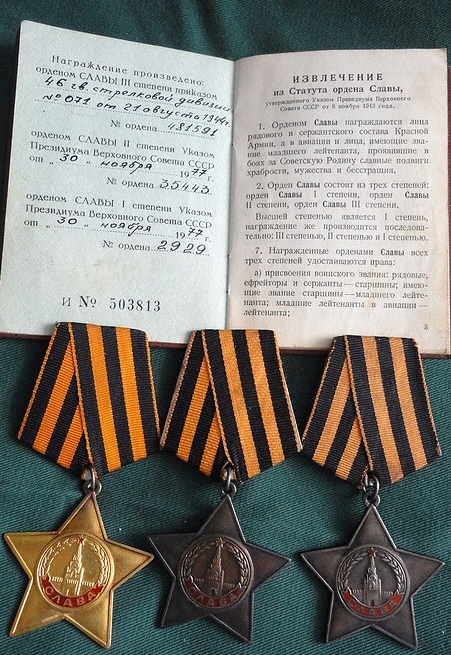 Награждение произведено:
орденом СЛАВЫ III степени приказом
46 гв. стрелковой дивизии
№071 от 21 августа 1944 г.
№ ордена 481591
орденом СЛАВЫ II степени Указом
Президиума Верховного Совета СССР
от „30" ноября 1977 г.
№ ордена 35443
орденом СЛАВЫ I степени Указом
Президиума Верховного Совета СССР
от „30" ноября 1977 г.
№ ордена 2929
И № 503813
ИЗВЛЕЧЕНИЕ
из Статута ордена Славы,
утвержденного Указом Президиума Верховного
Совета СССР от 8 ноября 1943 года.
1. Орденом Славы награждаются лица
рядового и сержантского состава Красной
Армии, а в авиации и лица, имеющие зва-
ние младшего лейтенанта, проявившие в
боях за Советскую Родину славные подвиги
храбрости, мужества и бесстрашия.
2. Орден Славы состоит из трех степеней:
орден Славы I степени, орден Славы
II степени, орден Славы III степени.
Высшей степенью является I степень,
награждение же производится последова-
тельно: III степенью, II степенью и I степенью.
7. Награжденные орденами Славы всех
трех степеней удостаиваются права:
а) присвоения воинского звания: рядовые,
ефрейторы и сержанты — старшины; имею-
щие звание старшины — младшего лейте-
нанта; младшие лейтенанты в авиации —
лейтенанта;
5
СЛАВА
СЛАВА
СЛАВА